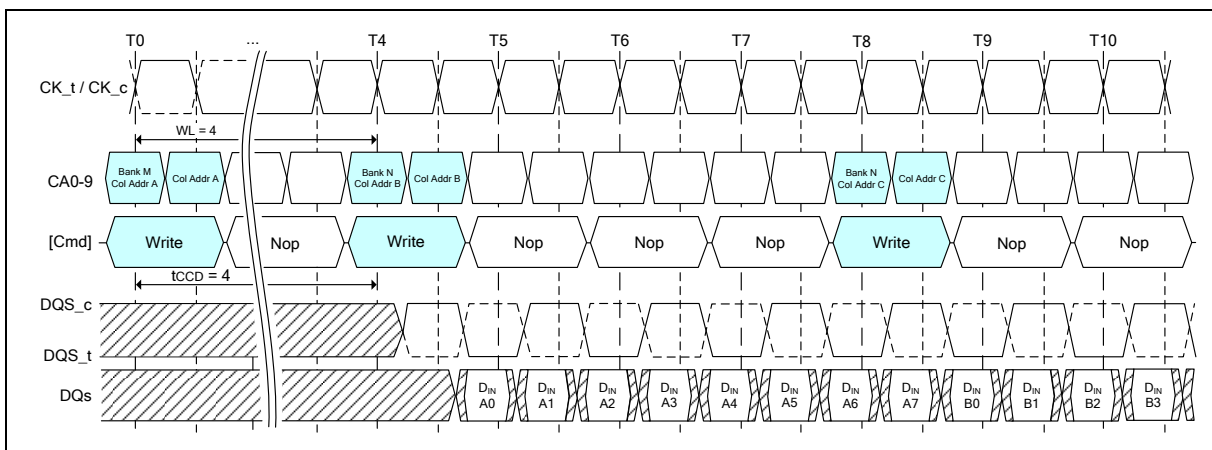 T0 ... T4 T5 T6 T7 T8 T9 T10
CK_t / CK_c
WL = 4
CA0-9
Bank M Col Addr A
Col Addr A
Bank N Col Addr B
Col Addr B
Bank N Col Addr C
Col Addr C
[Cmd] Write Nop Write Nop Nop Nop Write Nop Nop
tCCD = 4
DQS_c
DQS_t
DQs
DIN A0
DIN A1
DIN A2
DIN A3
DIN A4
DIN A5
DIN A6
DIN A7
DIN B0
DIN B1
DIN B2
DIN B3